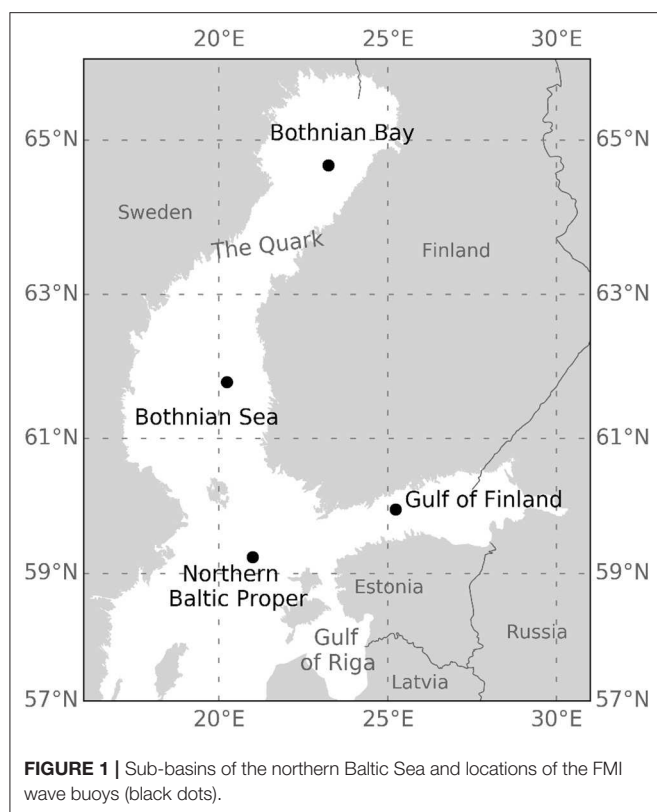 20°E 25°E 30°E
65°N Bothnian Bay 65°N
Sweden
The Quark
Finland
63°N 63°N
Bothnian Sea
61°N 61°N
Gulf of Finland
59°N 59°N
Northern
Baltic Proper
Estonia
Gulf
of Riga
Russia
Latvia
57°N 57°N
20°E 25°E 30°E
FIGURE 1 | Sub-basins of the northern Baltic Sea and locations of the FMI
wave buoys (black dots).